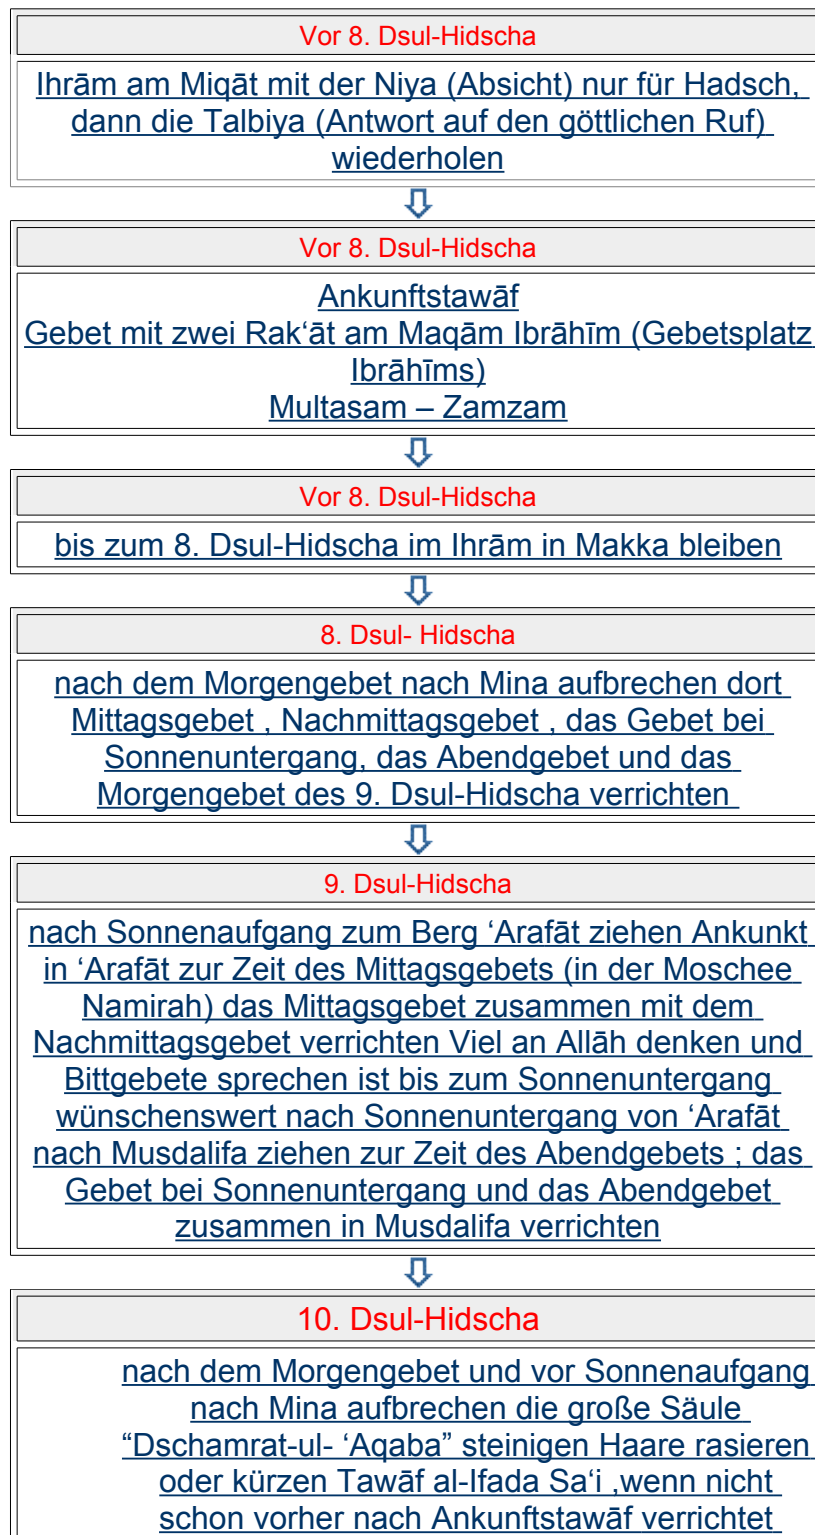 Vor 8. Dsul-Hidscha
Ihrām am Miqāt mit der Niya (Absicht) nur für Hadsch,
dann die Talbiya (Antwort auf den göttlichen Ruf)
wiederholen
Vor 8. Dsul-Hidscha
Ankunftstawāf
Gebet mit zwei Rak‘āt am Maqām Ibrāhīm (Gebetsplatz
Ibrāhīms)
Multasam – Zamzam
Vor 8. Dsul-Hidscha
bis zum 8. Dsul-Hidscha im Ihrām in Makka bleiben
8. Dsul- Hidscha
nach dem Morgengebet nach Mina aufbrechen dort
Mittagsgebet , Nachmittagsgebet , das Gebet bei
Sonnenuntergang, das Abendgebet und das
Morgengebet des 9. Dsul-Hidscha verrichten
9. Dsul-Hidscha
nach Sonnenaufgang zum Berg ‘Arafāt ziehen Ankunkt
in ‘Arafāt zur Zeit des Mittagsgebets (in der Moschee
Namirah) das Mittagsgebet zusammen mit dem
Nachmittagsgebet verrichten Viel an Allāh denken und
Bittgebete sprechen ist bis zum Sonnenuntergang
wünschenswert nach Sonnenuntergang von ‘Arafāt
nach Musdalifa ziehen zur Zeit des Abendgebets ; das
Gebet bei Sonnenuntergang und das Abendgebet
zusammen in Musdalifa verrichten
10. Dsul-Hidscha
nach dem Morgengebet und vor Sonnenaufgang
nach Mina aufbrechen die große Säule
“Dschamrat-ul- ‘Aqaba” steinigen Haare rasieren
oder kürzen Tawāf al-Ifada Sa‘i ,wenn nicht
schon vorher nach Ankunftstawāf verrichtet